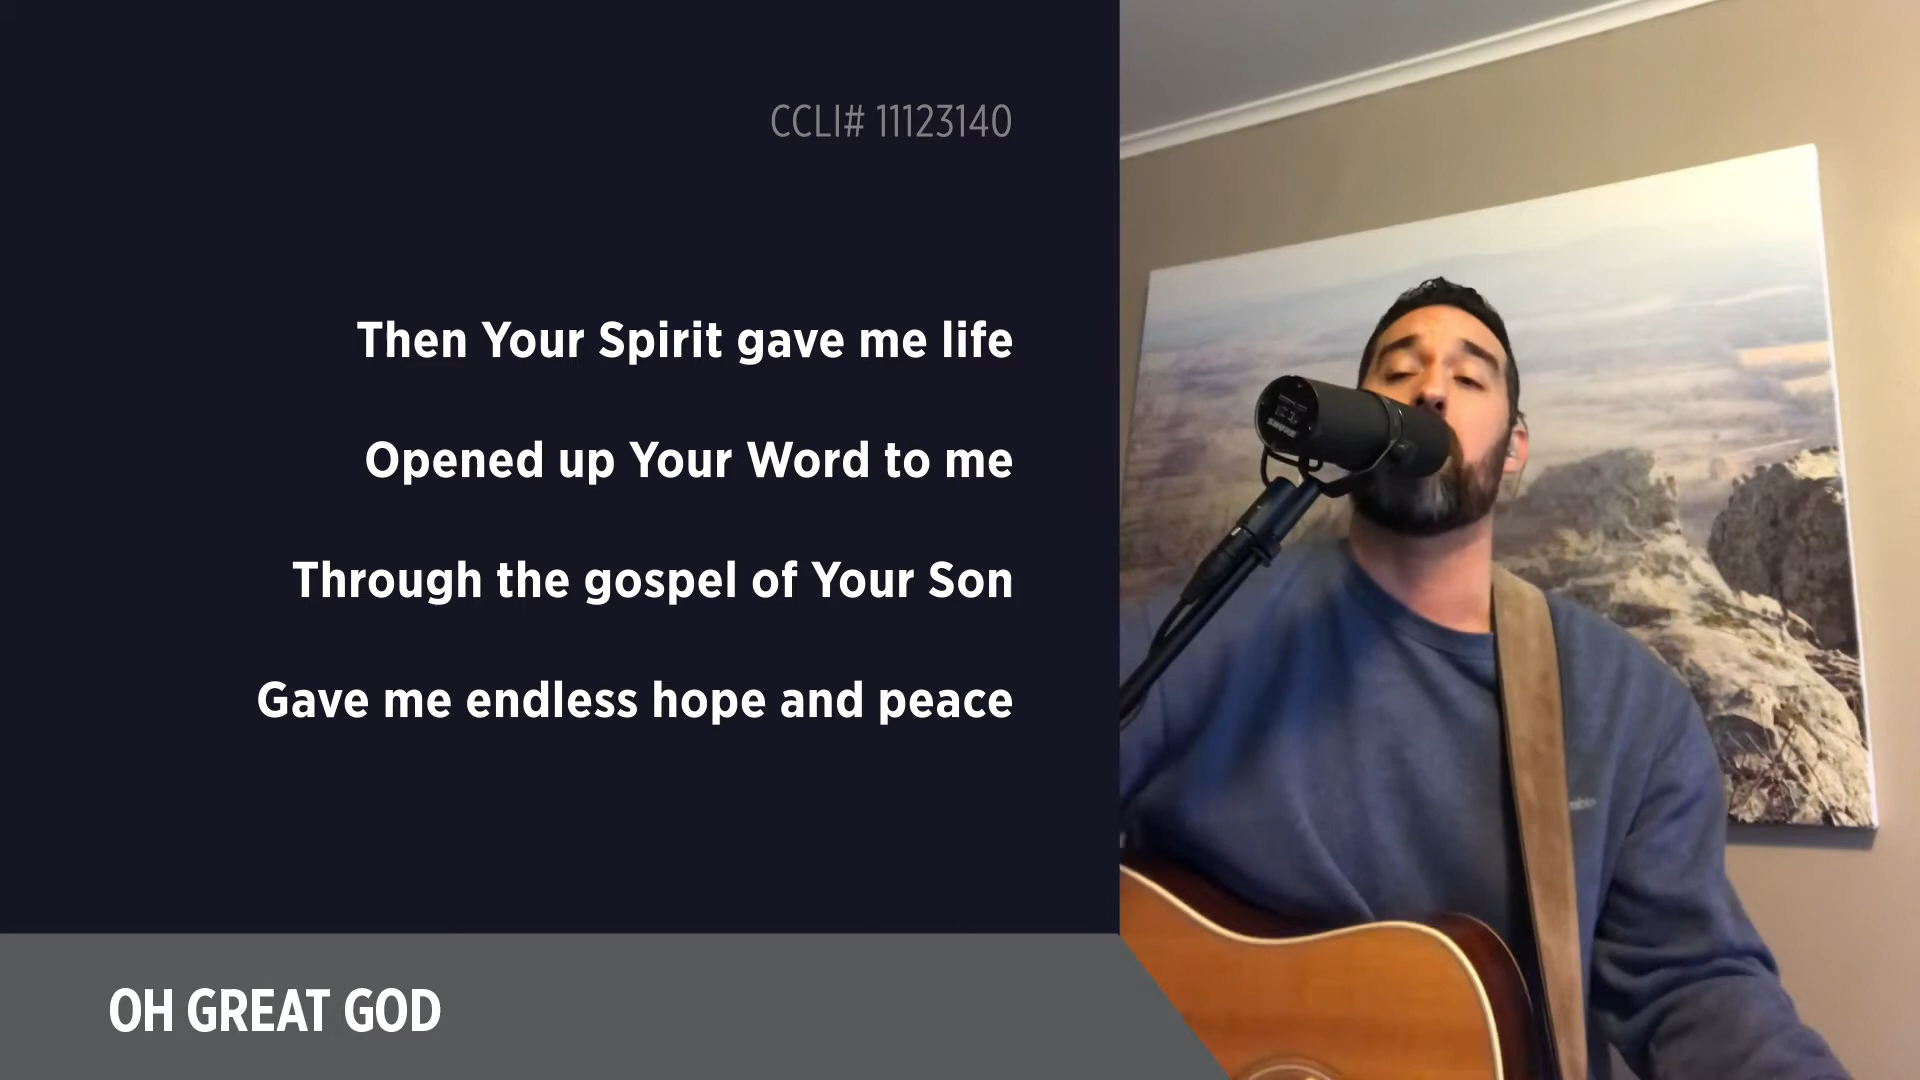 CCLI# 11123140
Then Your Spirit gave me life
Opened up Your Word to me
Through the gospel of Your Son
Gave me endless hope and peace
OH GREAT GOD
SHURE